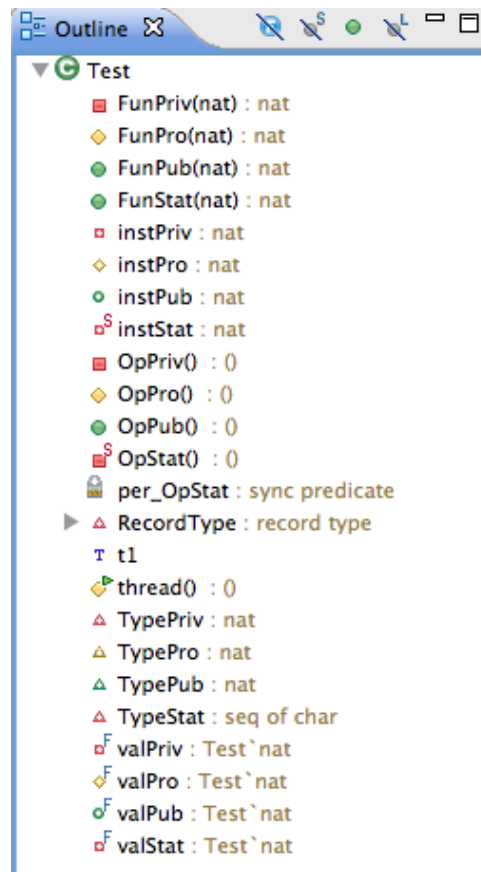 Outline
Test
FunPriv(nat) : nat
FunPro(nat) : nat
FunPub(nat) : nat
FunStat(nat) : nat
instPriv : nat
instPro : nat
instPub : nat
S instStat : nat
OpPriv() : ()
OpPro() : ()
OpPub() : ()
S OpStat() : ()
per_OpStat : sync predicate
RecordType : record type
T t1
thread() : ()
TypePriv : nat
TypePro : nat
TypePub : nat
TypeStat : seq of char
F valPriv : Test`nat
F valPro : Test`nat
F valPub : Test`nat
F valStat : Test`nat